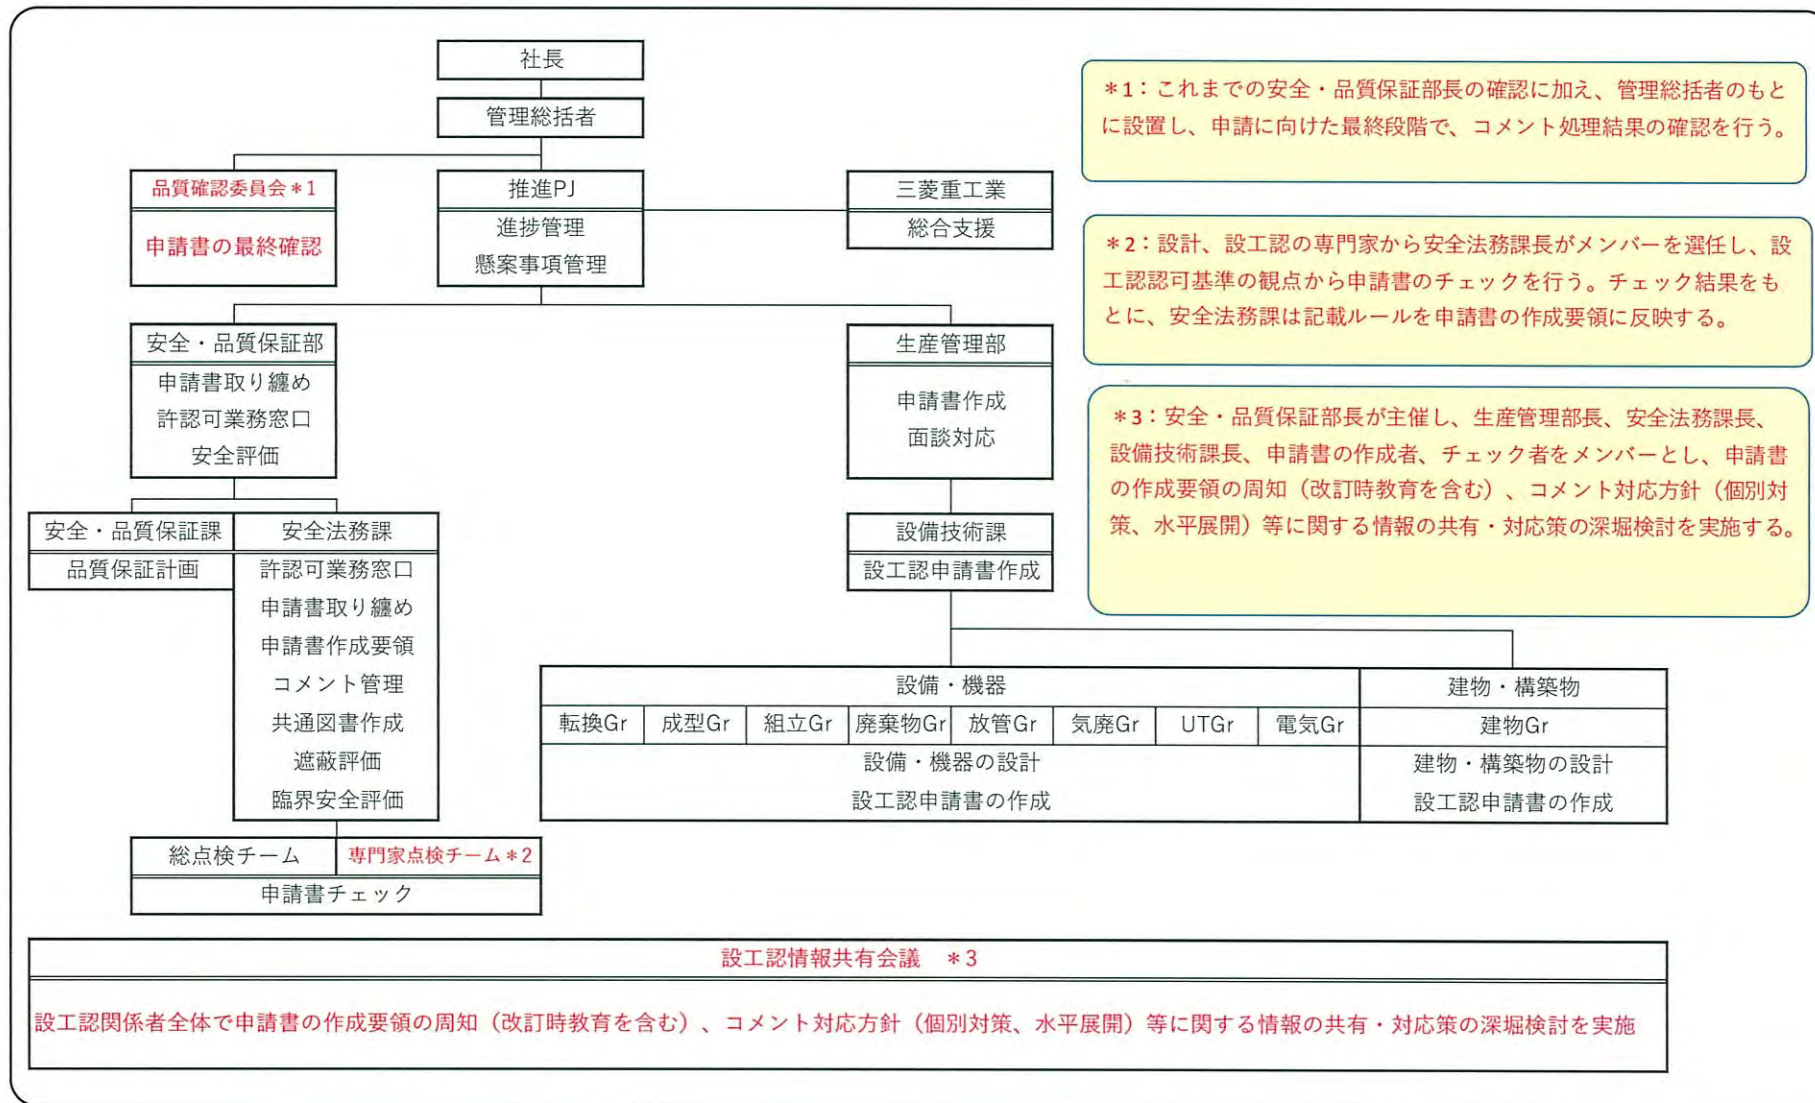 社長
管理総括者
品質確認委員会＊1
申請書の最終確認
推進PJ
進捗管理
懸案事項管理
三菱重工業
総合支援
安全・品質保証部
申請書取り纏め
許認可業務窓口
安全評価
生産管理部
申請書作成
面談対応
安全・品質保証課
品質保証計画
安全法務課
許認可業務窓口
申請書取り纏め
申請書作成要領
コメント管理
共通図書作成
遮蔽評価
臨界安全評価
設備技術課
設工認申請書作成
設備・機器
転換Gr 成型Gr 組立Gr 廃棄物Gr 放管Gr 気廃Gr UTGr 電気Gr
設備・機器の設計
設工認申請書の作成
建物・構築物
建物Gr
建物・構築物の設計
設工認申請書の作成
総点検チーム 専門家点検チーム＊2
申請書チェック
設工認情報共有会議 ＊3
設工認関係者全体で申請書の作成要領の周知（改訂時教育を含む）、コメント対応方針（個別対策、水平展開）等に関する情報の共有・対応策の深堀検討を実施
＊1：これまでの安全・品質保証部長の確認に加え、管理総括者のもと
に設置し、申請に向けた最終段階で、コメント処理結果の確認を行う。
＊2：設計、設工認の専門家から安全法務課長がメンバーを選任し、設
工認認可基準の観点から申請書のチェックを行う。チェック結果をも
とに、安全法務課は記載ルールを申請書の作成要領に反映する。
＊3：安全・品質保証部長が主催し、生産管理部長、安全法務課長、
設備技術課長、申請書の作成者、チェック者をメンバーとし、申請書
の作成要領の周知（改訂時教育を含む）、コメント対応方針（個別対
策、水平展開）等に関する情報の共有・対応策の深堀検討を実施する。